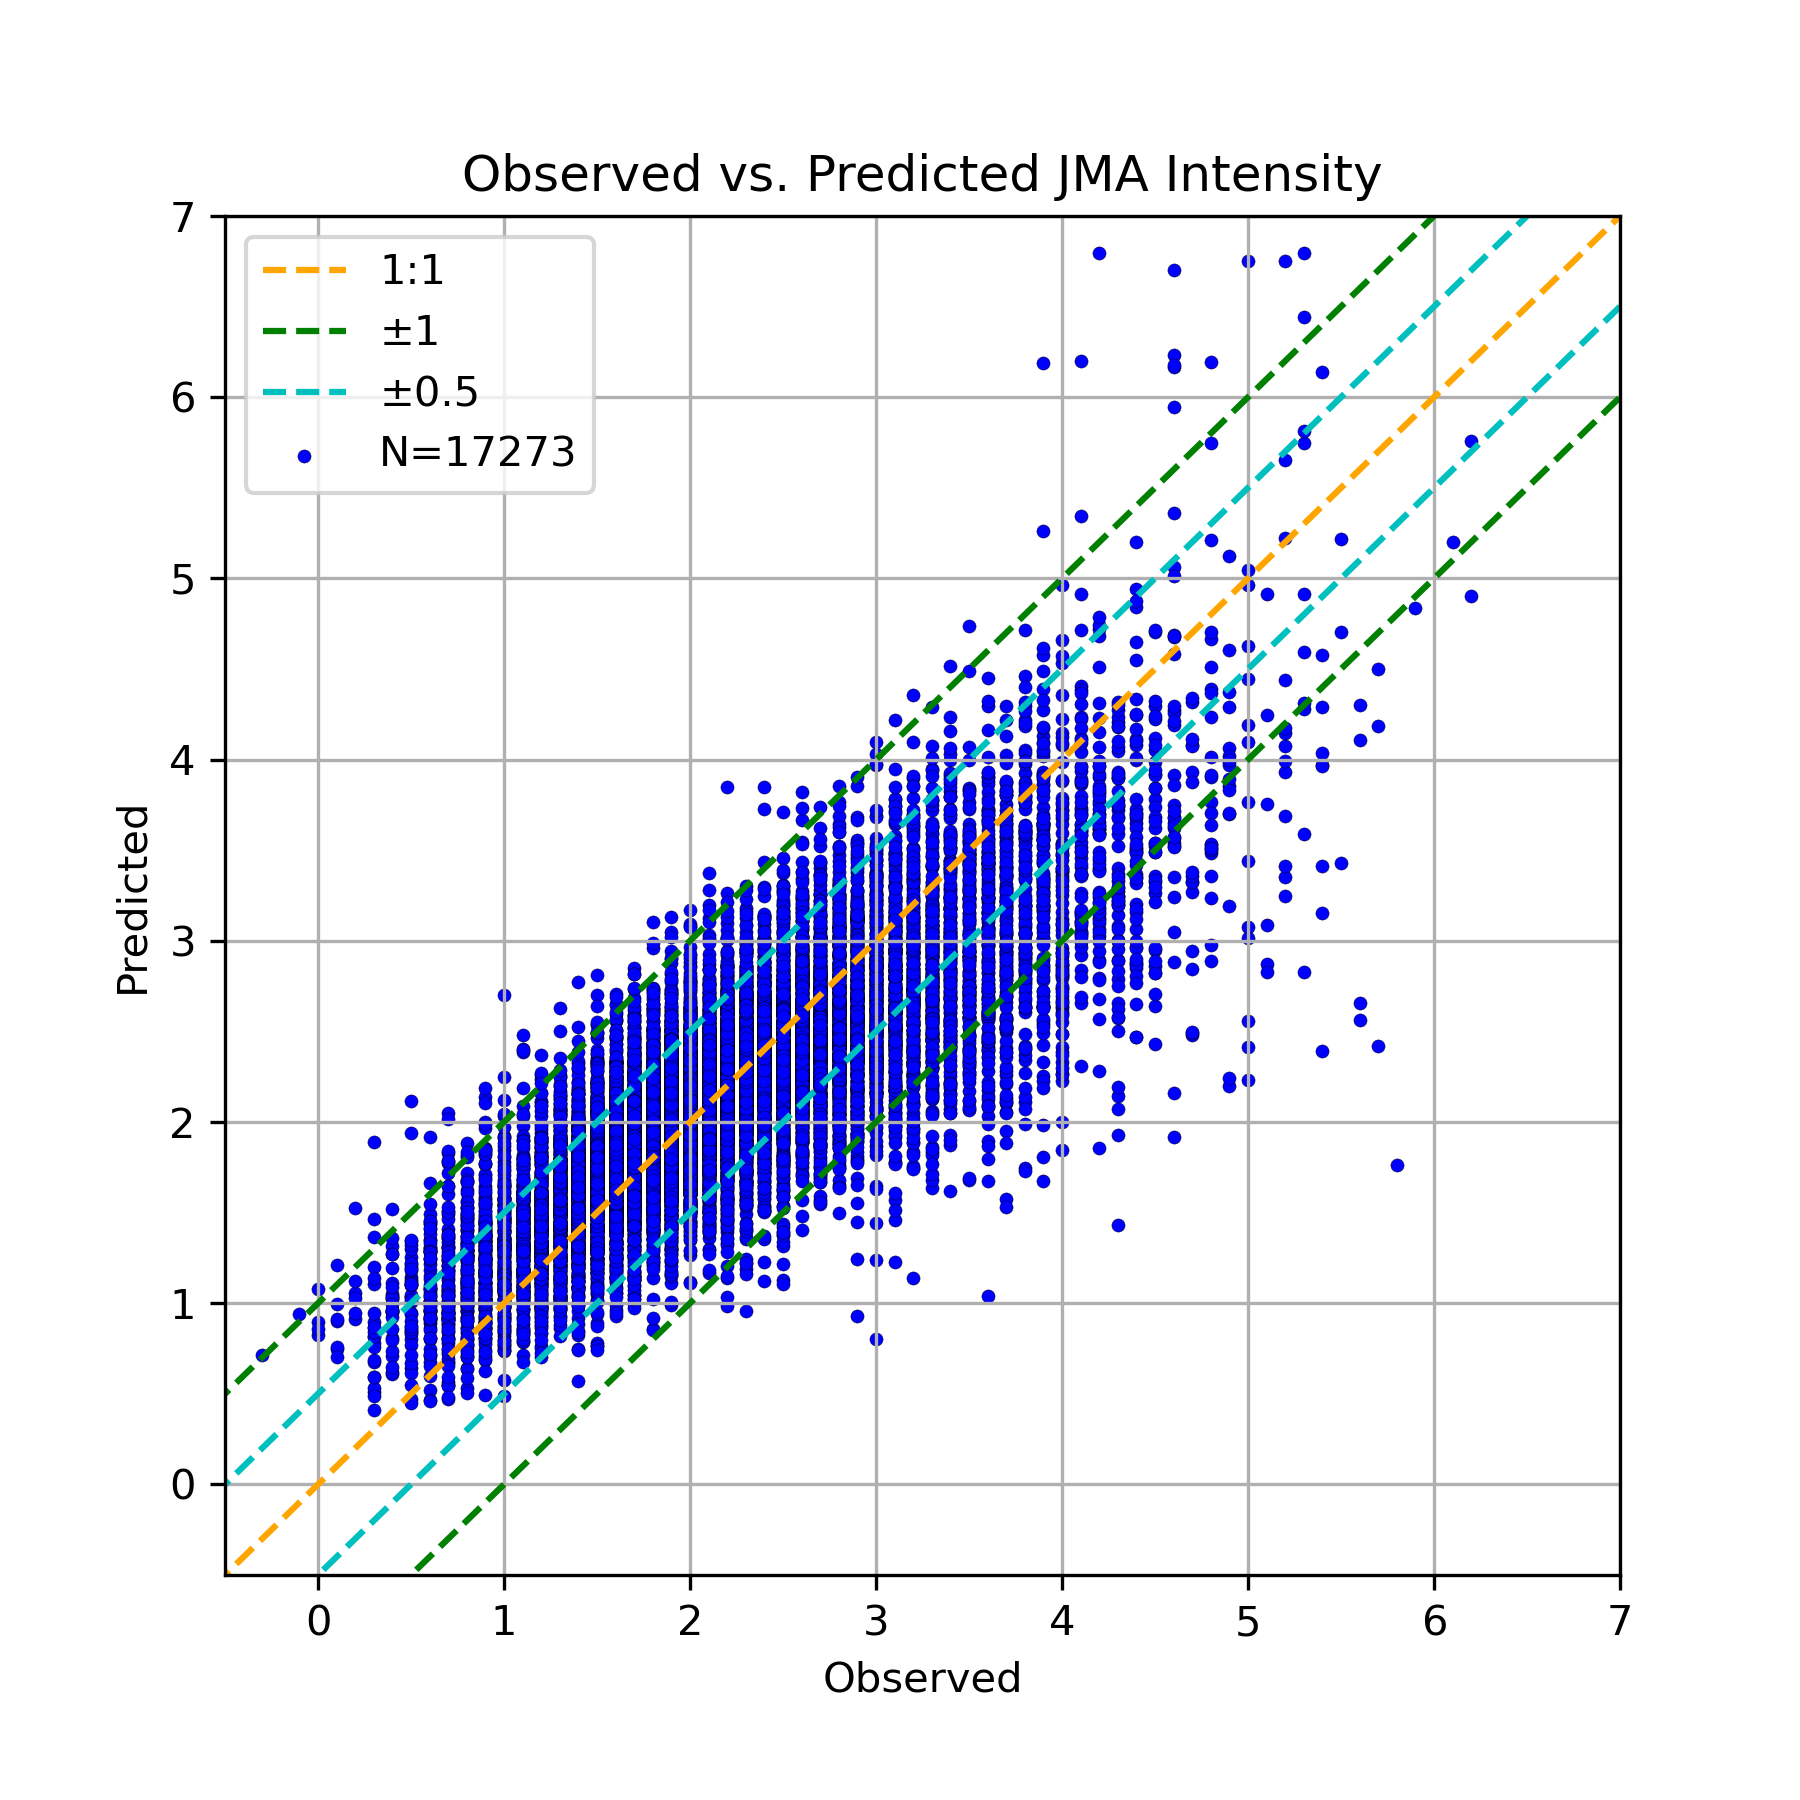 Observed vs. Predicted JMA Intensity
1:1
±1
±0.5
N=17273
7
6
5
4
3
2
1
0
Predicted
0 1 2 3 4 5 6 7
Observed